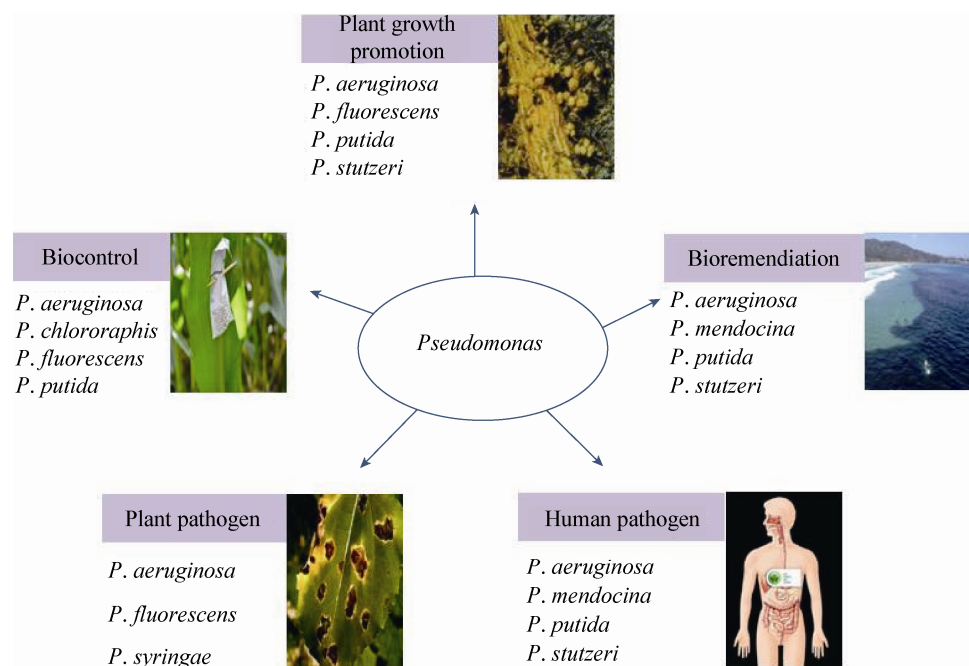 Plant growth
promotion
P. aeruginosa
P. fluorescens
P. putida
P. stutzeri
Biocontrol
P. aeruginosa
P. chlororaphis
P. fluorescens
P. putida
Pseudomonas
Bioremendiation
P. aeruginosa
P. mendocina
P. putida
P. stutzeri
Plant pathogen
P. aeruginosa
P. fluorescens
P. syringae
Human pathogen
P. aeruginosa
P. mendocina
P. putida
P. stutzeri